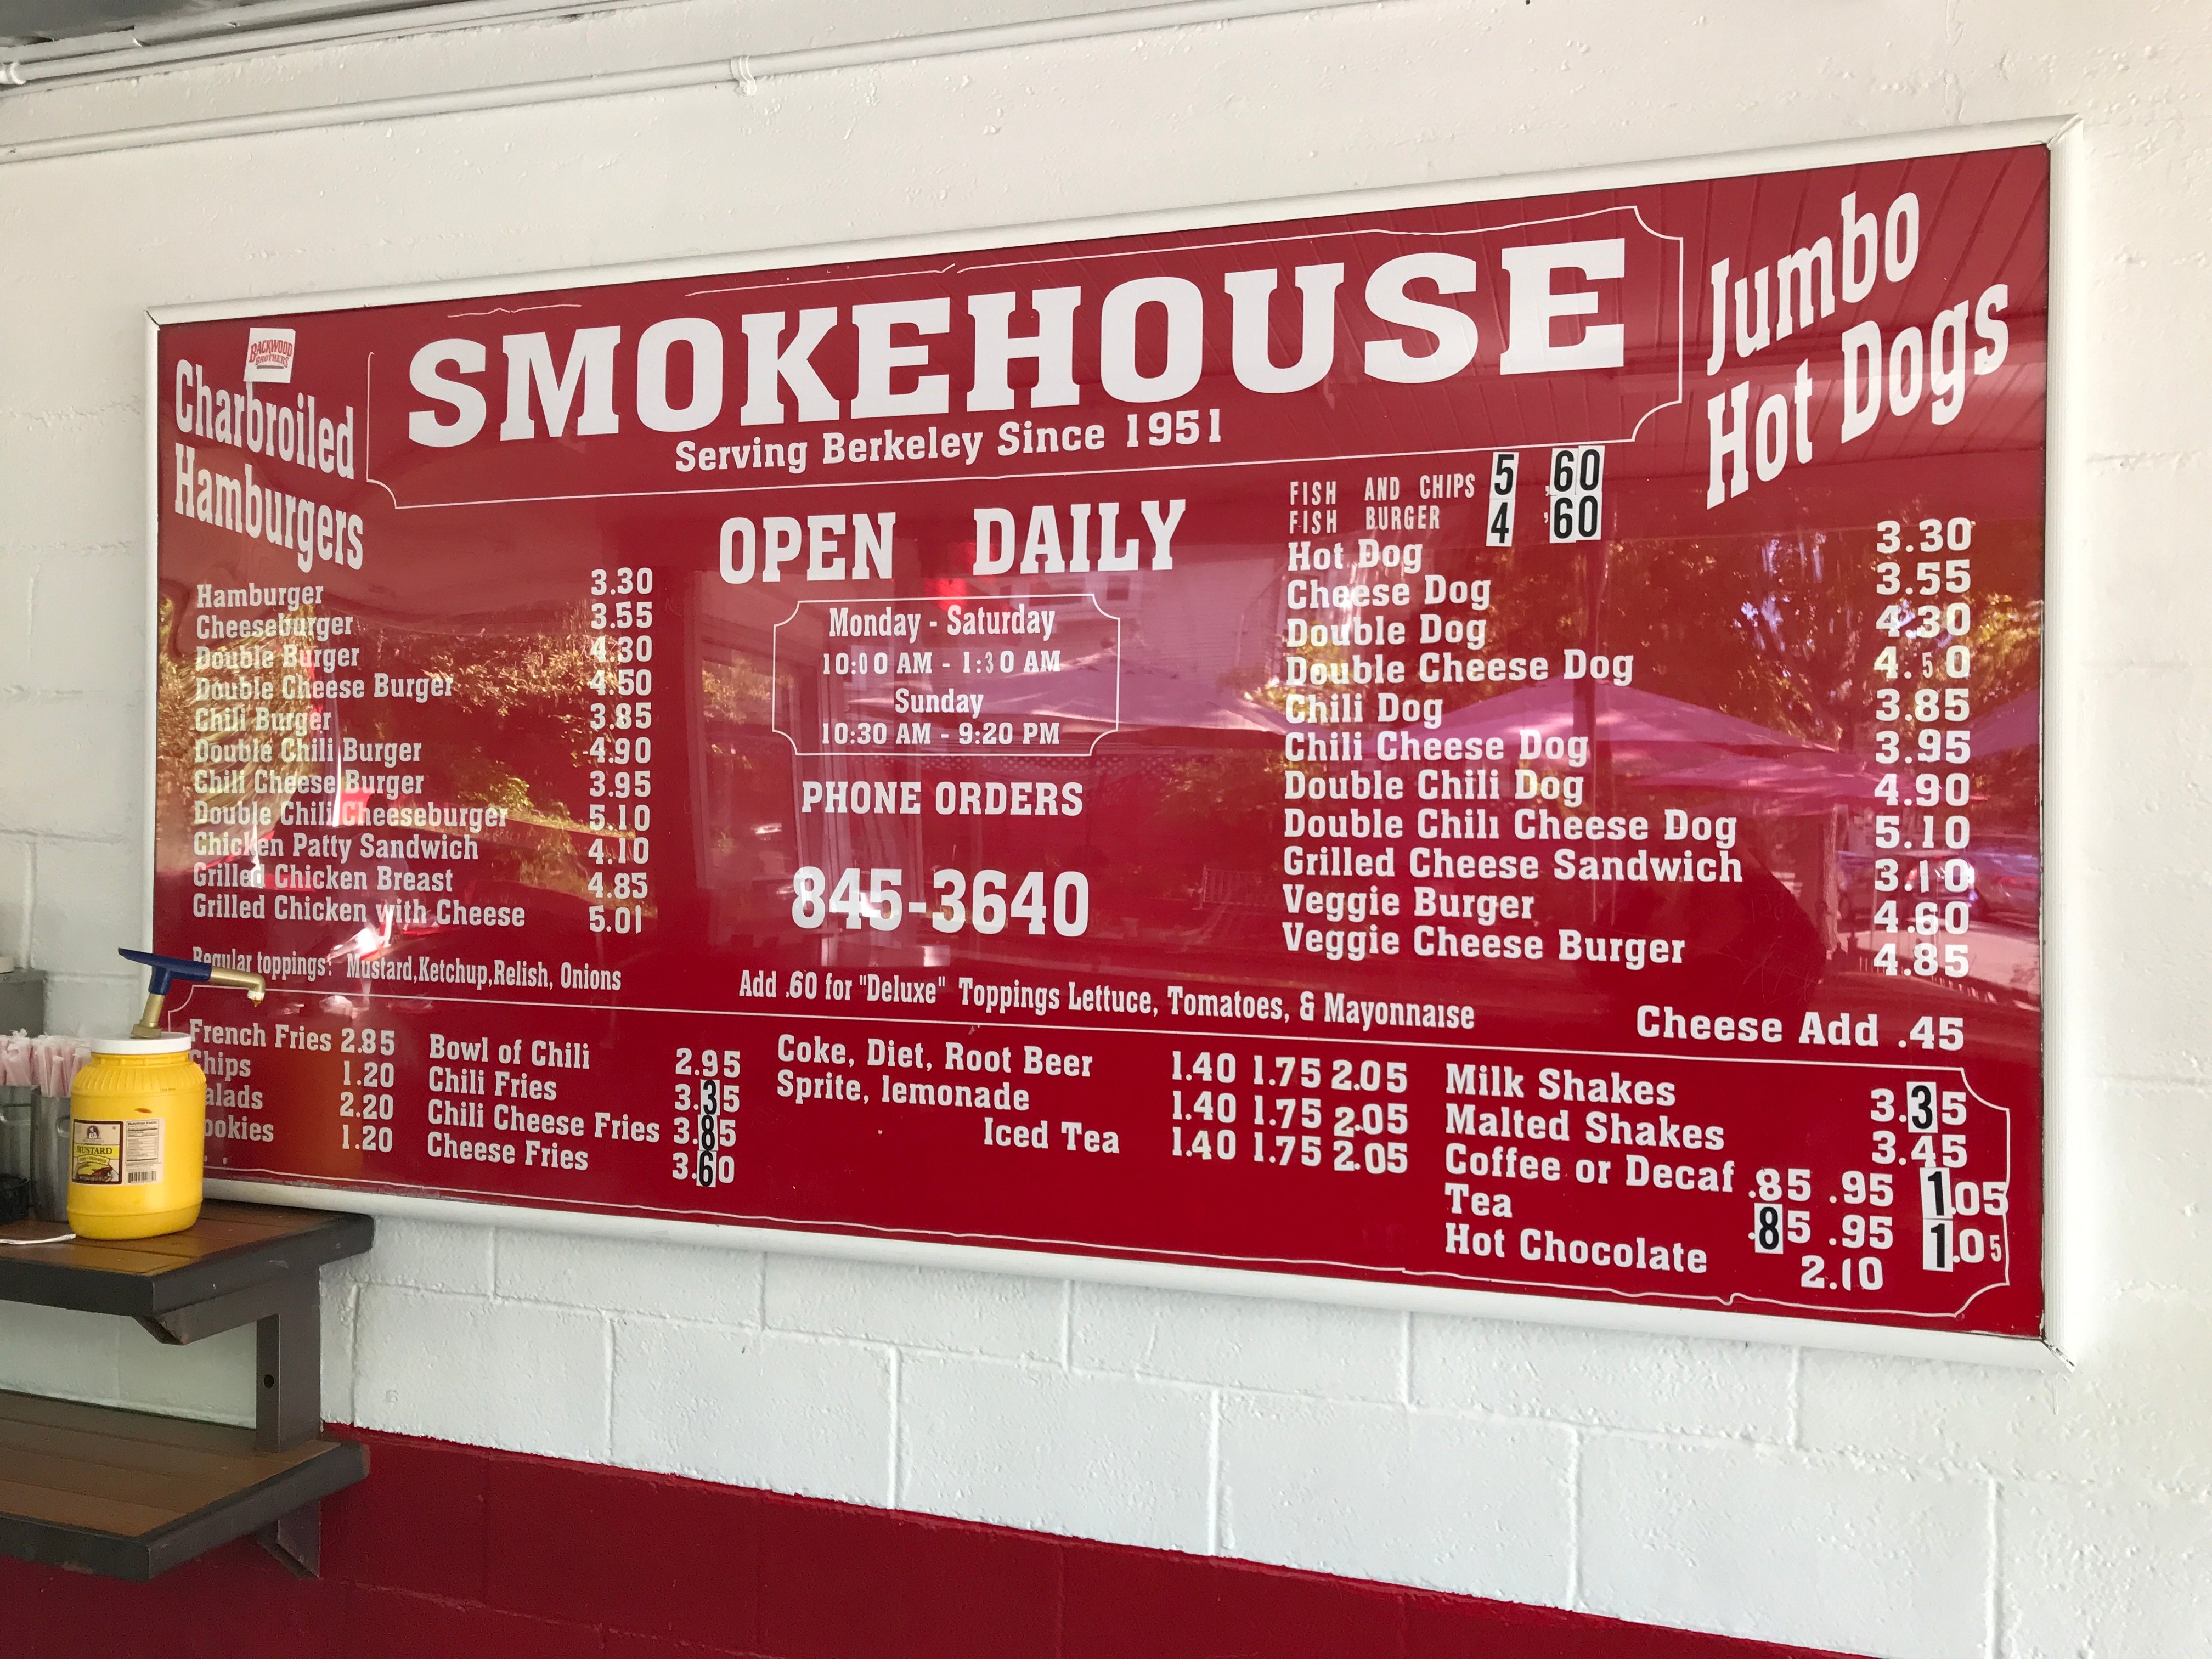 BACKWOOD BROTHERS
Charbroiled
Hamburgers
SMOKEHOUSE
Serving Berkeley Since 1951
Jumbo
Hot Dogs
Hamburger 3.30
Cheeseburger 3.55
Double Burger 4.30
Double Cheese Burger 4.50
Chili Burger 3.85
Double Chili Burger 4.90
Chili Cheese Burger 3.95
Double Chili Cheeseburger 5.10
Chicken Patty Sandwich 4.10
Grilled Chicken Breast 4.85
Grilled Chicken with Cheese 5.01
Regular toppings: Mustard,Ketchup,Relish, Onions
OPEN DAILY
Monday - Saturday
10:00 AM - 1:30 AM
Sunday
10:30 AM - 9:20 PM
PHONE ORDERS
845-3640
Add .60 for "Deluxe" Toppings Lettuce, Tomatoes, & Mayonnaise
FISH AND CHIPS 5 .60
FISH BURGER 4 .60
Hot Dog 3.30
Cheese Dog 3.55
Double Dog 4.30
Double Cheese Dog 4.50
Chili Dog 3.85
Chili Cheese Dog 3.95
Double Chili Dog 4.90
Double Chili Cheese Dog 5.10
Grilled Cheese Sandwich 3.10
Veggie Burger 4.60
Veggie Cheese Burger 4.85
Cheese Add .45
French Fries 2.85
hips 1.20
alads 2.20
ookies 1.20
Bowl of Chili 2.95
Chili Fries 3.35
Chili Cheese Fries 3.85
Cheese Fries 3.60
Coke, Diet, Root Beer 1.40 1.75 2.05
Sprite, lemonade 1.40 1.75 2.05
Iced Tea 1.40 1.75 2.05
Milk Shakes 3.35
Malted Shakes 3.45
Coffee or Decaf .85 .95 1.05
Tea .85 .95 1.05
Hot Chocolate 2.10
MUSTARD